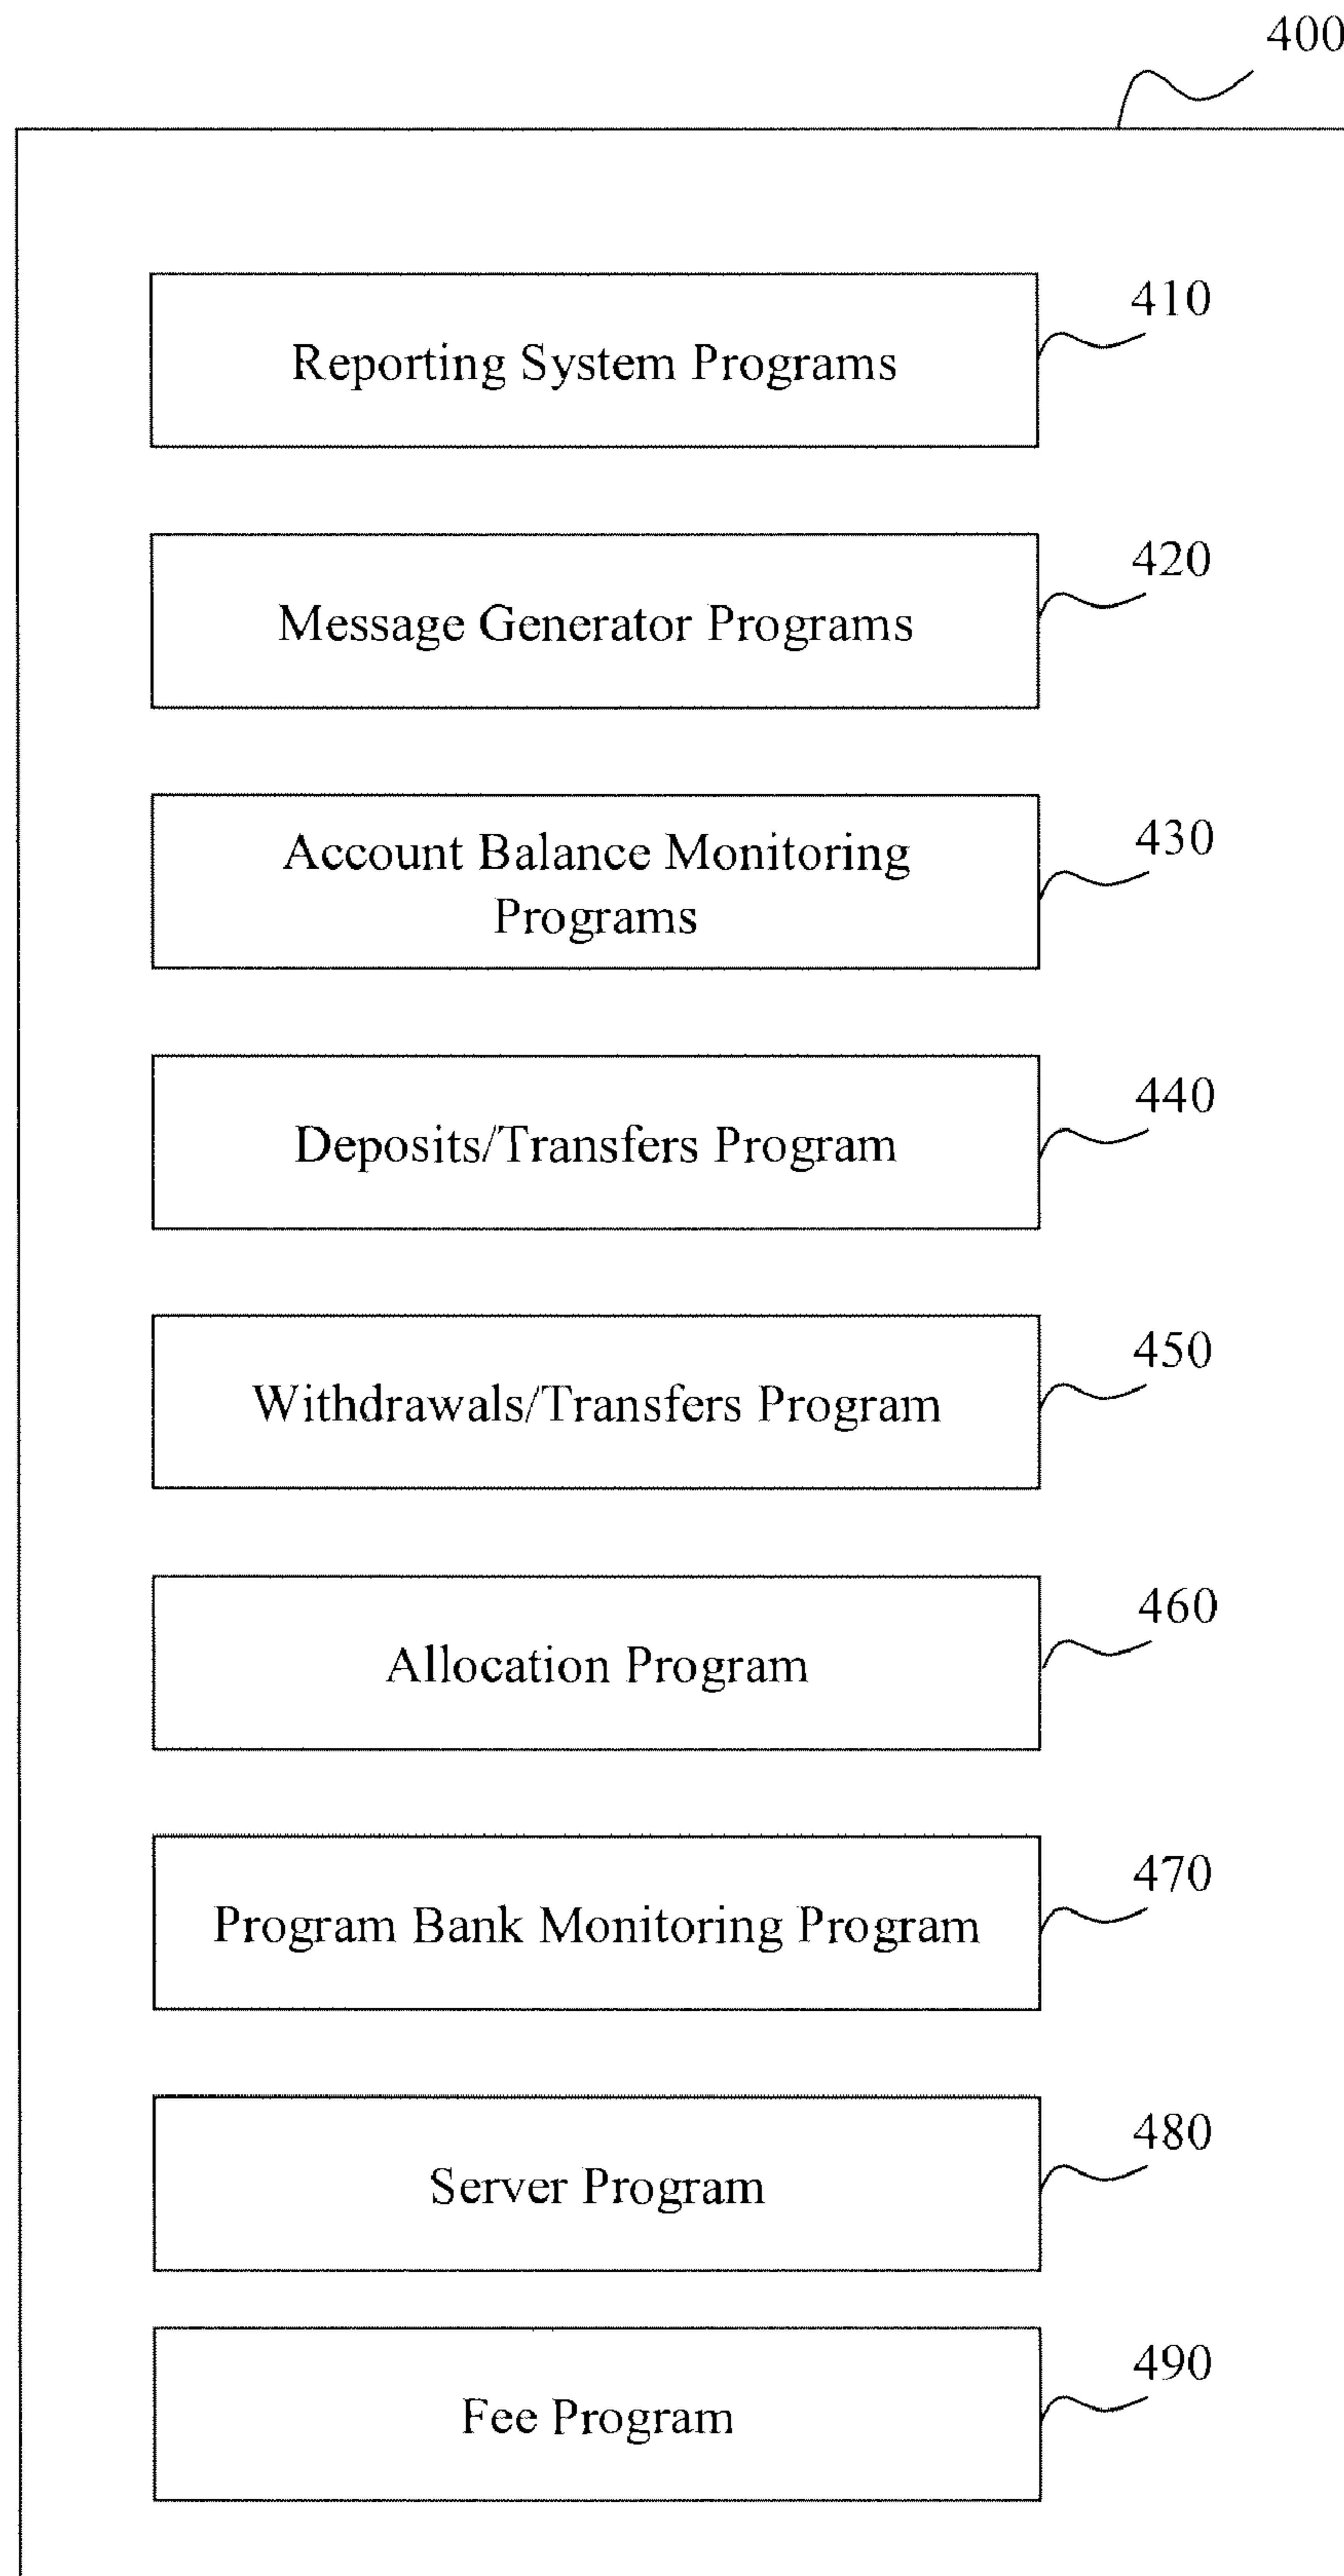 400
Reporting System Programs
410
Message Generator Programs
420
Account Balance Monitoring
Programs
430
Deposits/Transfers Program
440
Withdrawals/Transfers Program
450
Allocation Program
460
Program Bank Monitoring Program
470
Server Program
480
Fee Program
490